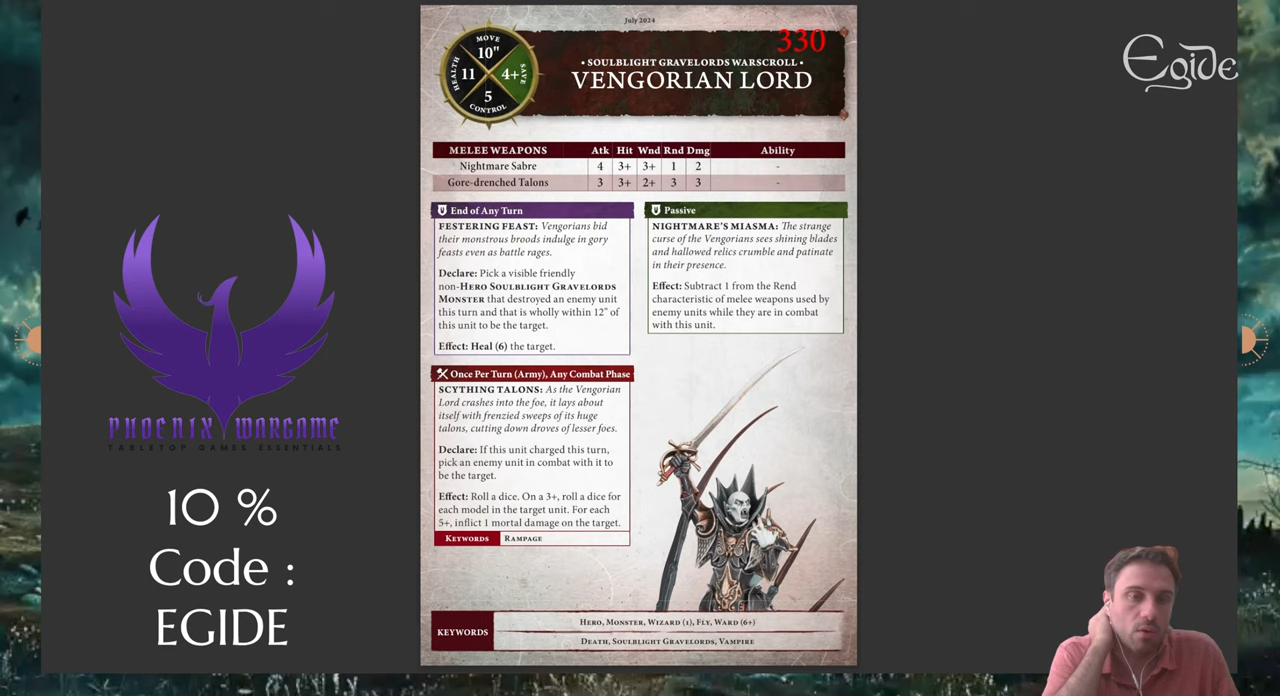 July 2024
330
Egide
MOVE
10"
HEALTH
11
4+
SAVE
5
CONTROL
• SOULBLIGHT GRAVELORDS WARSCROLL •
VENGORIAN LORD
MELEE WEAPONS Atk Hit Wnd Rnd Dmg Ability
Nightmare Sabre 4 3+ 3+ 1 2 -
Gore-drenched Talons 3 3+ 2+ 3 3 -
End of Any Turn
FESTERING FEAST: Vengorians bid
their monstrous broods indulge in gory
feasts even as battle rages.
Declare: Pick a visible friendly
non-HERO SOULBLIGHT GRAVELORDS
MONSTER that destroyed an enemy unit
this turn and that is wholly within 12" of
this unit to be the target.
Effect: Heal (6) the target.
Passive
NIGHTMARE'S MIASMA: The strange
curse of the Vengorians sees shining blades
and hallowed relics crumble and patinate
in their presence.
Effect: Subtract 1 from the Rend
characteristic of melee weapons used by
enemy units while they are in combat
with this unit.
Once Per Turn (Army), Any Combat Phase
SCYTHING TALONS: As the Vengorian
Lord crashes into the foe, it lays about
itself with frenzied sweeps of its huge
talons, cutting down droves of lesser foes.
Declare: If this unit charged this turn,
pick an enemy unit in combat with it to
be the target.
Effect: Roll a dice. On a 3+, roll a dice for
each model in the target unit. For each
5+, inflict 1 mortal damage on the target.
KEYWORDS RAMPAGE
KEYWORDS
HERO, MONSTER, WIZARD (1), FLY, WARD (6+)
DEATH, SOULBLIGHT GRAVELORDS, VAMPIRE
PHOENIX WARGAME
TABLETOP GAMES ESSENTIALS
10 %
Code :
EGIDE